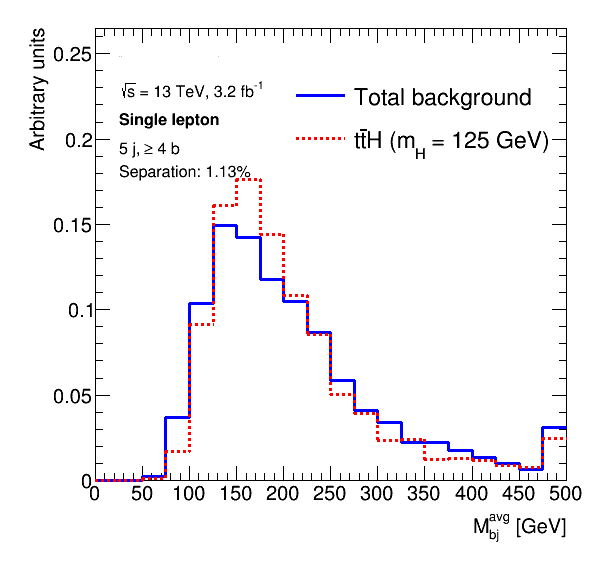 Arbitrary units
0.25
0.2
0.15
0.1
0.05
0
√s = 13 TeV, 3.2 fb⁻¹
Single lepton
5 j, ≥ 4 b
Separation: 1.13%
Total background
tt̄H (m_H = 125 GeV)
0 50 100 150 200 250 300 350 400 450 500
M_bj^avg [GeV]